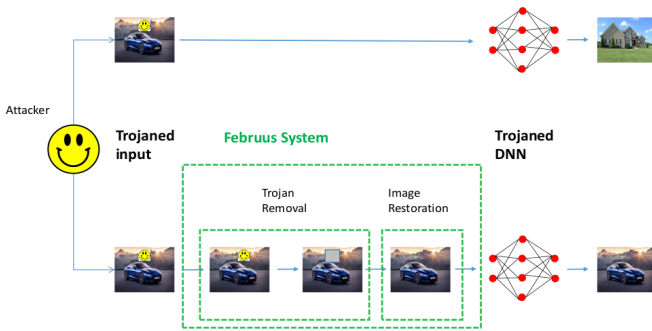 Attacker
Trojaned
input
Februus System
Trojaned
DNN
Trojan
Removal
Image
Restoration